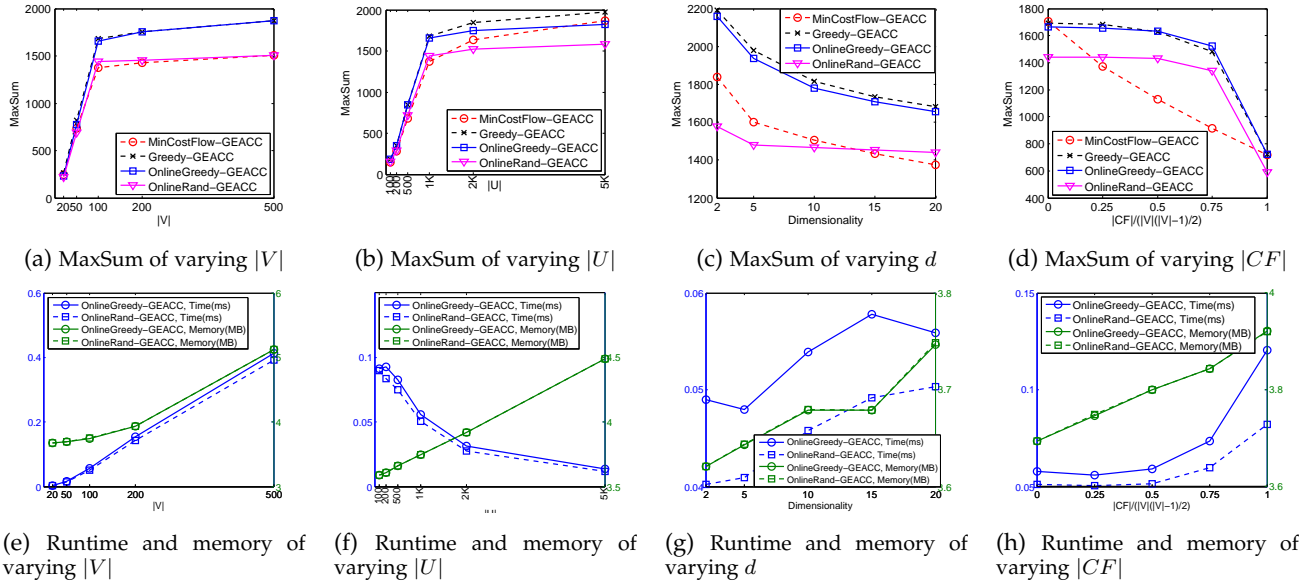 2000
1500
1000
500
0
MaxSum
MinCostFlow−GEACC
Greedy−GEACC
OnlineGreedy−GEACC
OnlineRand−GEACC
20 50 100 200 500
|V|
(a) MaxSum of varying |V|
2000
1500
1000
500
0
MaxSum
MinCostFlow−GEACC
Greedy−GEACC
OnlineGreedy−GEACC
OnlineRand−GEACC
100 200 500 1K 2K 5K
|U|
(b) MaxSum of varying |U|
2200
2000
1800
1600
1400
1200
MaxSum
MinCostFlow−GEACC
Greedy−GEACC
OnlineGreedy−GEACC
OnlineRand−GEACC
2 5 10 15 20
Dimensionality
(c) MaxSum of varying d
1800
1600
1400
1200
1000
800
600
400
MaxSum
MinCostFlow−GEACC
Greedy−GEACC
OnlineGreedy−GEACC
OnlineRand−GEACC
0 0.25 0.5 0.75 1
|CF|/(|V|(|V|−1)/2)
(d) MaxSum of varying |CF|
0.6
0.4
0.2
0
OnlineGreedy−GEACC, Time(ms)
OnlineRand−GEACC, Time(ms)
OnlineGreedy−GEACC, Memory(MB)
OnlineRand−GEACC, Memory(MB)
6
5
4
3
20 50 100 200 500
|V|
(e) Runtime and memory of
varying |V|
0.1
0.05
0
OnlineGreedy−GEACC, Time(ms)
OnlineRand−GEACC, Time(ms)
OnlineGreedy−GEACC, Memory(MB)
OnlineRand−GEACC, Memory(MB)
4.5
4
3.5
100 200 500 1K 2K 5K
(f) Runtime and memory of
varying |U|
0.06
0.05
0.04
OnlineGreedy−GEACC, Time(ms)
OnlineRand−GEACC, Time(ms)
OnlineGreedy−GEACC, Memory(MB)
OnlineRand−GEACC, Memory(MB)
3.8
3.7
3.6
2 5 10 15 20
Dimensionality
(g) Runtime and memory of
varying d
0.15
0.1
0.05
OnlineGreedy−GEACC, Time(ms)
OnlineRand−GEACC, Time(ms)
OnlineGreedy−GEACC, Memory(MB)
OnlineRand−GEACC, Memory(MB)
4
3.8
3.6
0 0.25 0.5 0.75 1
|CF|/(|V|(|V|−1)/2)
(h) Runtime and memory of
varying |CF|